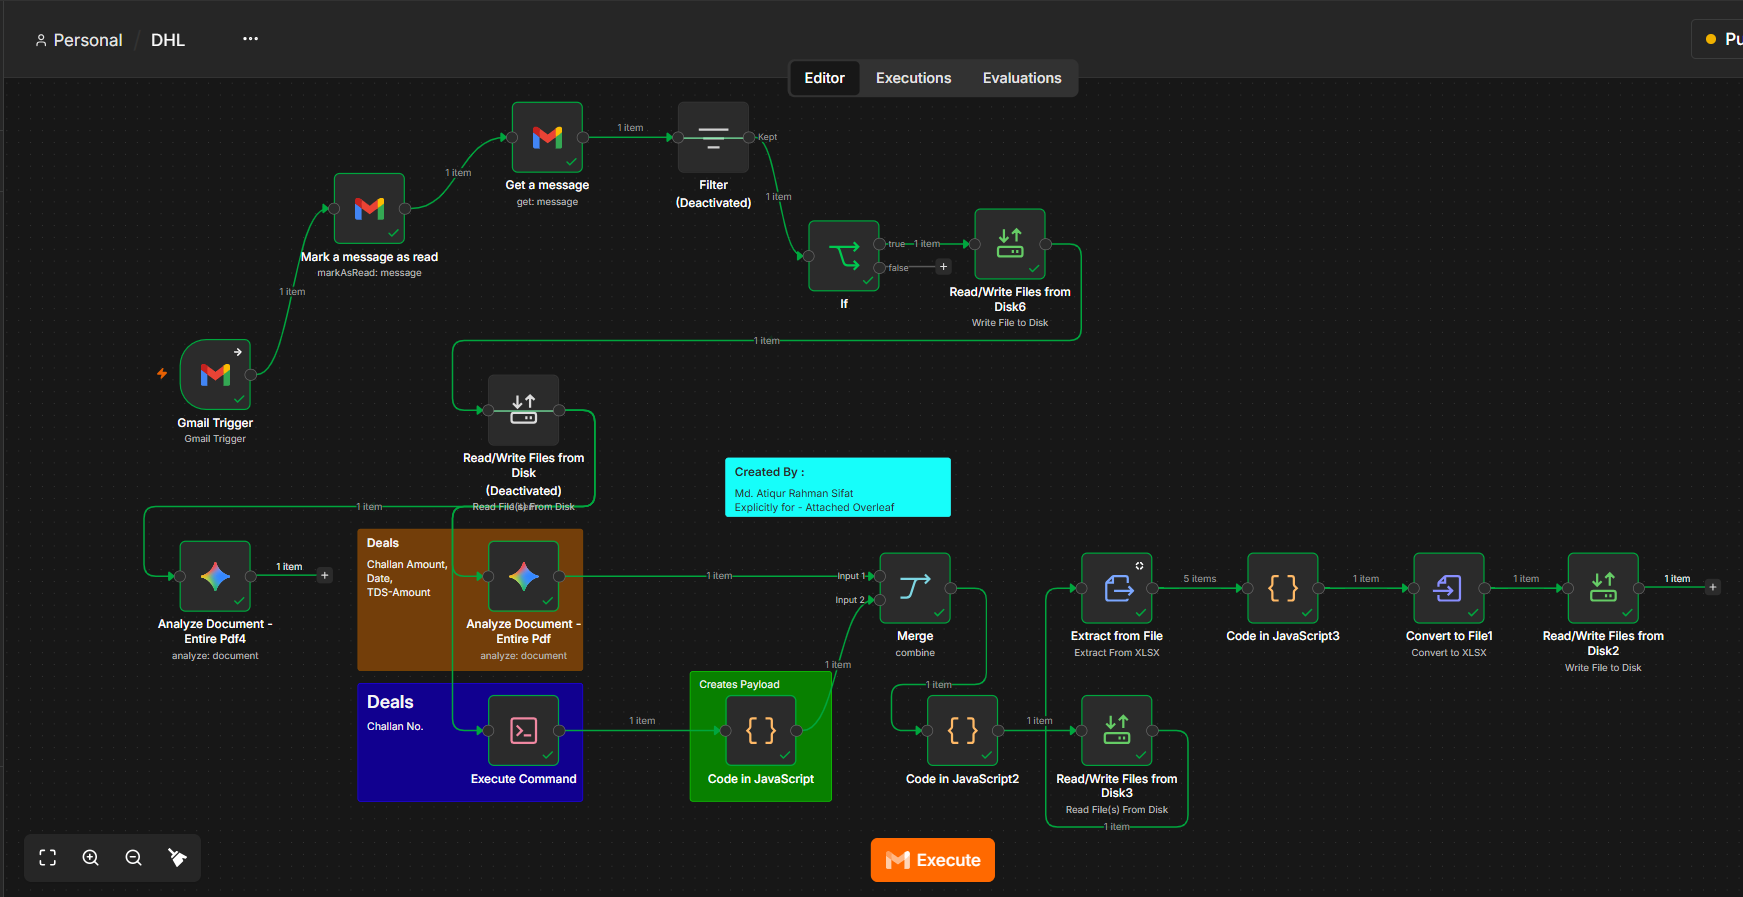 Personal / DHL ...
Pu
Editor Executions Evaluations
1 item
Kept
Get a message
get: message
Filter
(Deactivated)
1 item
1 item
true 1 item
false
If
Read/Write Files from
Disk6
Write File to Disk
Mark a message as read
markAsRead: message
1 item
1 item
Gmail Trigger
Gmail Trigger
Read/Write Files from
Disk
(Deactivated)
Read File(s) From Disk
1 item
Created By :
Md. Atiqur Rahman Sifat
Explicitly for - Attached Overleaf
1 item
Analyze Document -
Entire Pdf4
analyze: document
Deals
Challan Amount,
Date,
TDS-Amount
Analyze Document -
Entire Pdf
analyze: document
1 item
Input 1
Input 2
Merge
combine
1 item
Deals
Challan No.
Execute Command
1 item
Creates Payload
Code in JavaScript
1 item
Code in JavaScript2
1 item
Read/Write Files from
Disk3
Read File(s) From Disk
1 item
Extract from File
Extract From XLSX
5 items
Code in JavaScript3
1 item
Convert to File1
Convert to XLSX
1 item
Read/Write Files from
Disk2
Write File to Disk
1 item
Execute